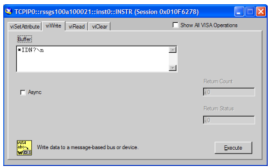 TCPIP0::rssgs100a100021::inst0::INSTR (Session 0x010F6278)
viSetAttribute viWrite viRead viClear
Show All VISA Operations
Buffer
*IDN?\n
Async
Return Count
Return Status
Write data to a message-based bus or device.
Execute